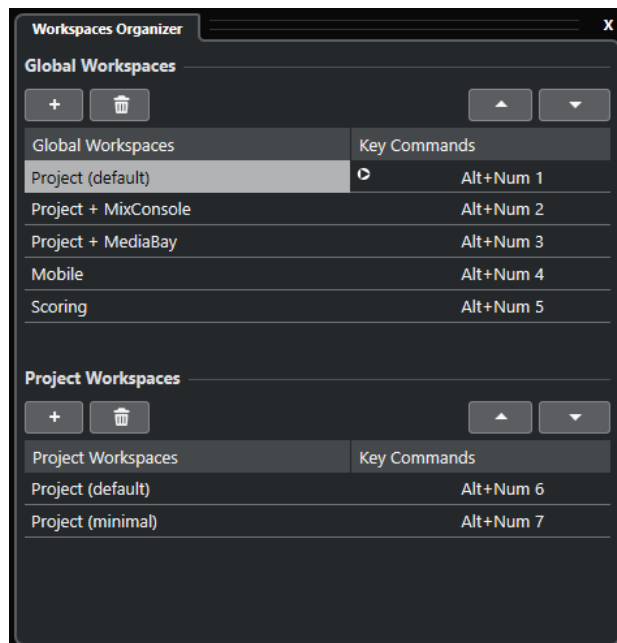 Workspaces Organizer X
Global Workspaces
+
Global Workspaces Key Commands
Project (default) Alt+Num 1
Project + MixConsole Alt+Num 2
Project + MediaBay Alt+Num 3
Mobile Alt+Num 4
Scoring Alt+Num 5
Project Workspaces
+
Project Workspaces Key Commands
Project (default) Alt+Num 6
Project (minimal) Alt+Num 7